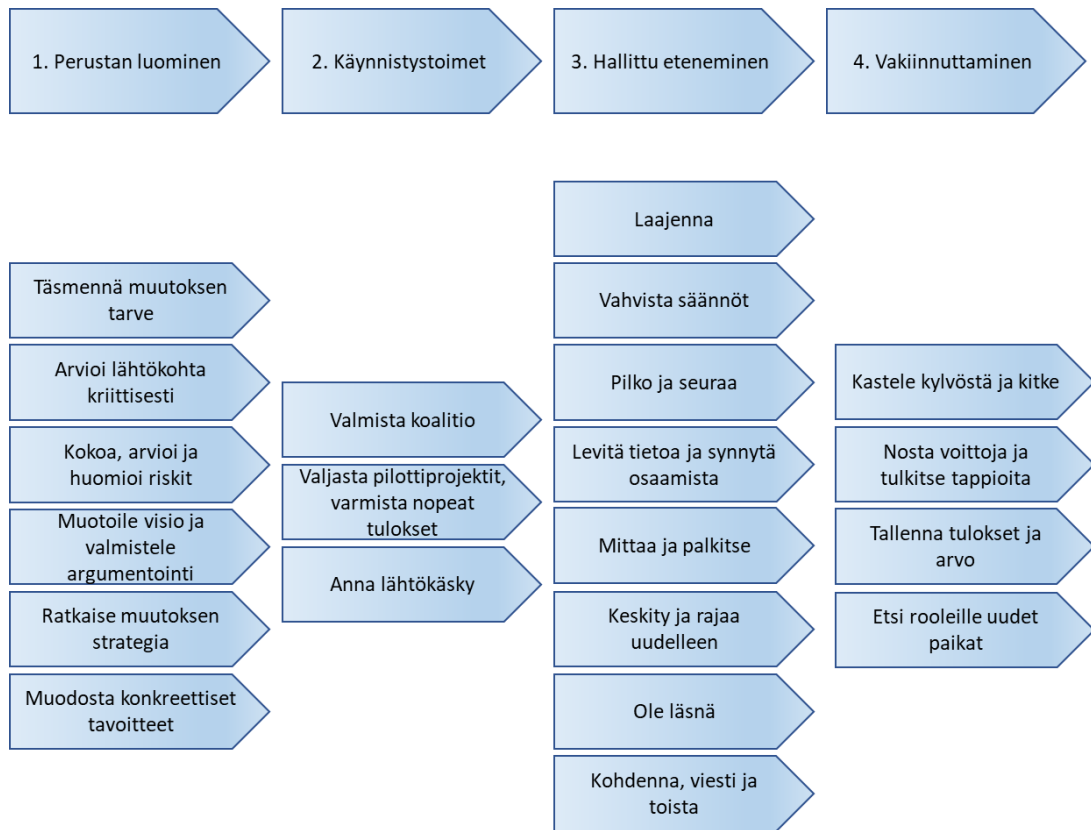 1. Perustan luominen
2. Käynnistystoimet
3. Hallittu eteneminen
4. Vakiinnuttaminen
Täsmennä muutoksen
tarve
Arvioi lähtökohta
kriittisesti
Kokoa, arvioi ja
huomioi riskit
Muotoile visio ja
valmistele
argumentointi
Ratkaise muutoksen
strategia
Muodosta konkreettiset
tavoitteet
Valmista koalitio
Valjasta pilottiprojektit,
varmista nopeat
tulokset
Anna lähtökäsky
Laajenna
Vahvista säännöt
Pilko ja seuraa
Levitä tietoa ja synnytä
osaamista
Mittaa ja palkitse
Keskity ja rajaa
uudelleen
Ole läsnä
Kohdenna, viesti ja
toista
Kastele kylvöstä ja kitke
Nosta voittoja ja
tulkitse tappioita
Tallenna tulokset ja
arvo
Etsi rooleille uudet
paikat